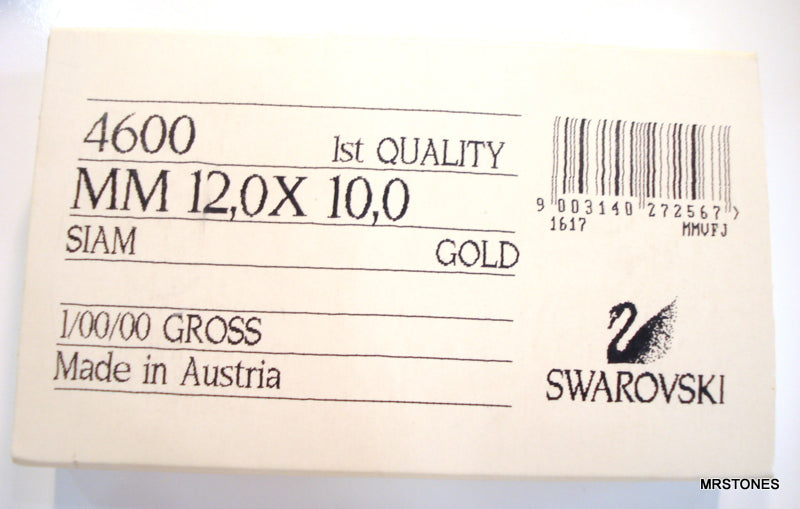 4600 1st QUALITY
MM 12,0X 10,0
SIAM GOLD
1/00/00 GROSS
Made in Austria
9 003140 272567 >
1617 MMVFJ
SWAROVSKI
MRSTONES